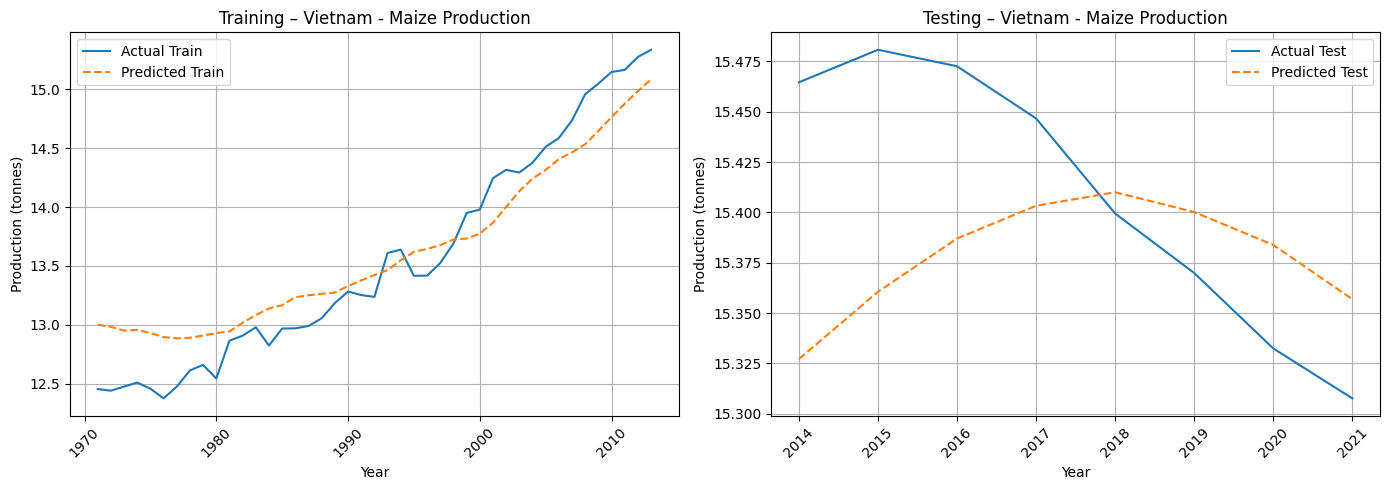 Training – Vietnam - Maize Production
Actual Train
Predicted Train
Production (tonnes)
15.0
14.5
14.0
13.5
13.0
12.5
1970
1980
1990
2000
2010
Year
Testing – Vietnam - Maize Production
Actual Test
Predicted Test
Production (tonnes)
15.475
15.450
15.425
15.400
15.375
15.350
15.325
15.300
2014
2015
2016
2017
2018
2019
2020
2021
Year